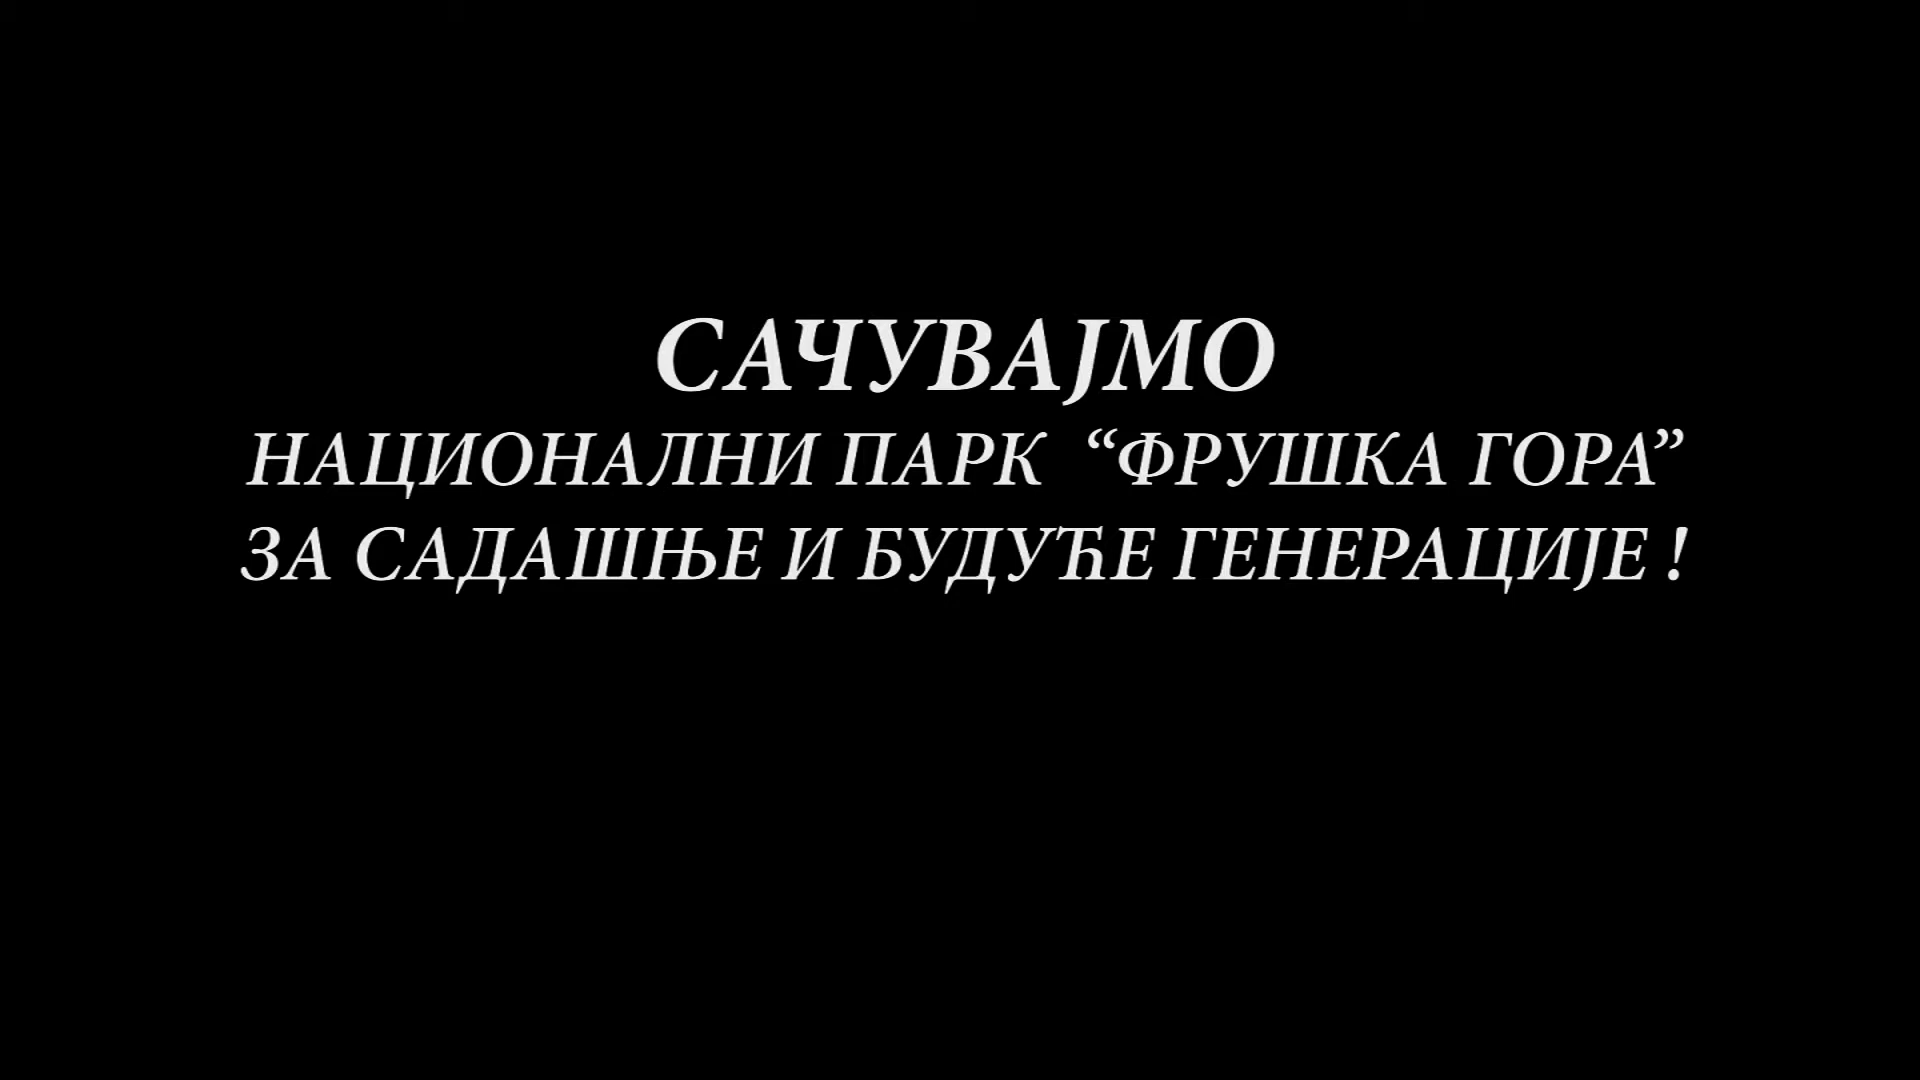 САЧУВАЈМО
НАЦИОНАЛНИ ПАРК “ФРУШКА ГОРА”
ЗА САДАШЊЕ И БУДУЋЕ ГЕНЕРАЦИЈЕ !